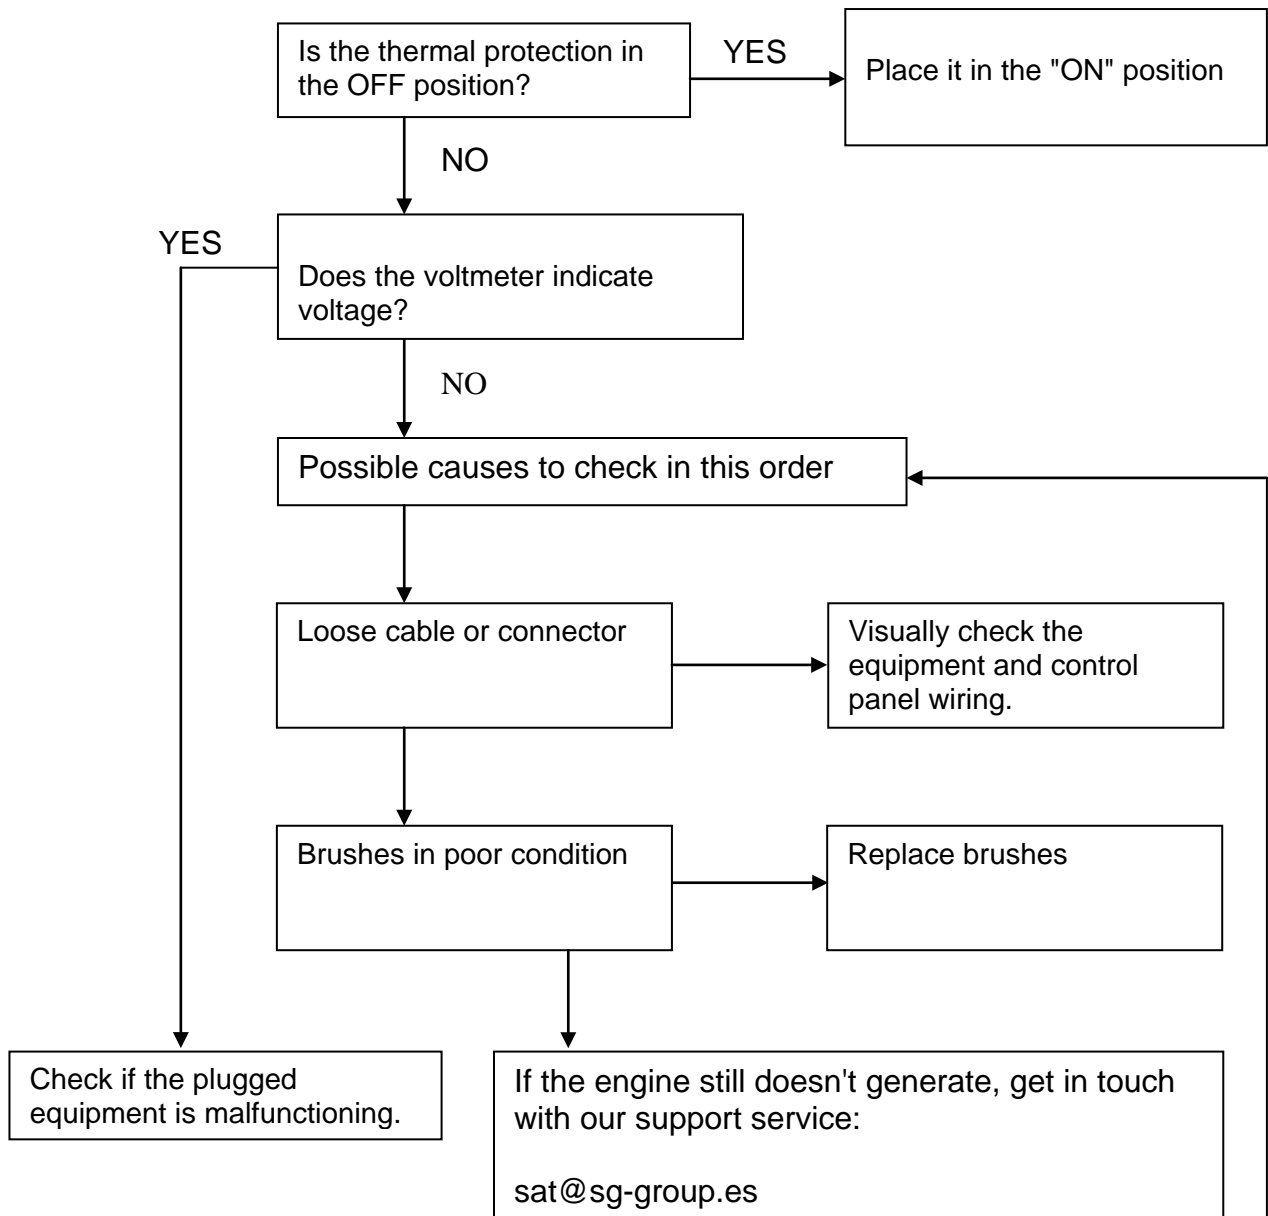 Is the thermal protection in
the OFF position?
YES
Place it in the "ON" position
NO
YES
Does the voltmeter indicate
voltage?
NO
Possible causes to check in this order
Loose cable or connector
Visually check the
equipment and control
panel wiring.
Brushes in poor condition
Replace brushes
Check if the plugged
equipment is malfunctioning.
If the engine still doesn't generate, get in touch
with our support service:
sat@sg-group.es